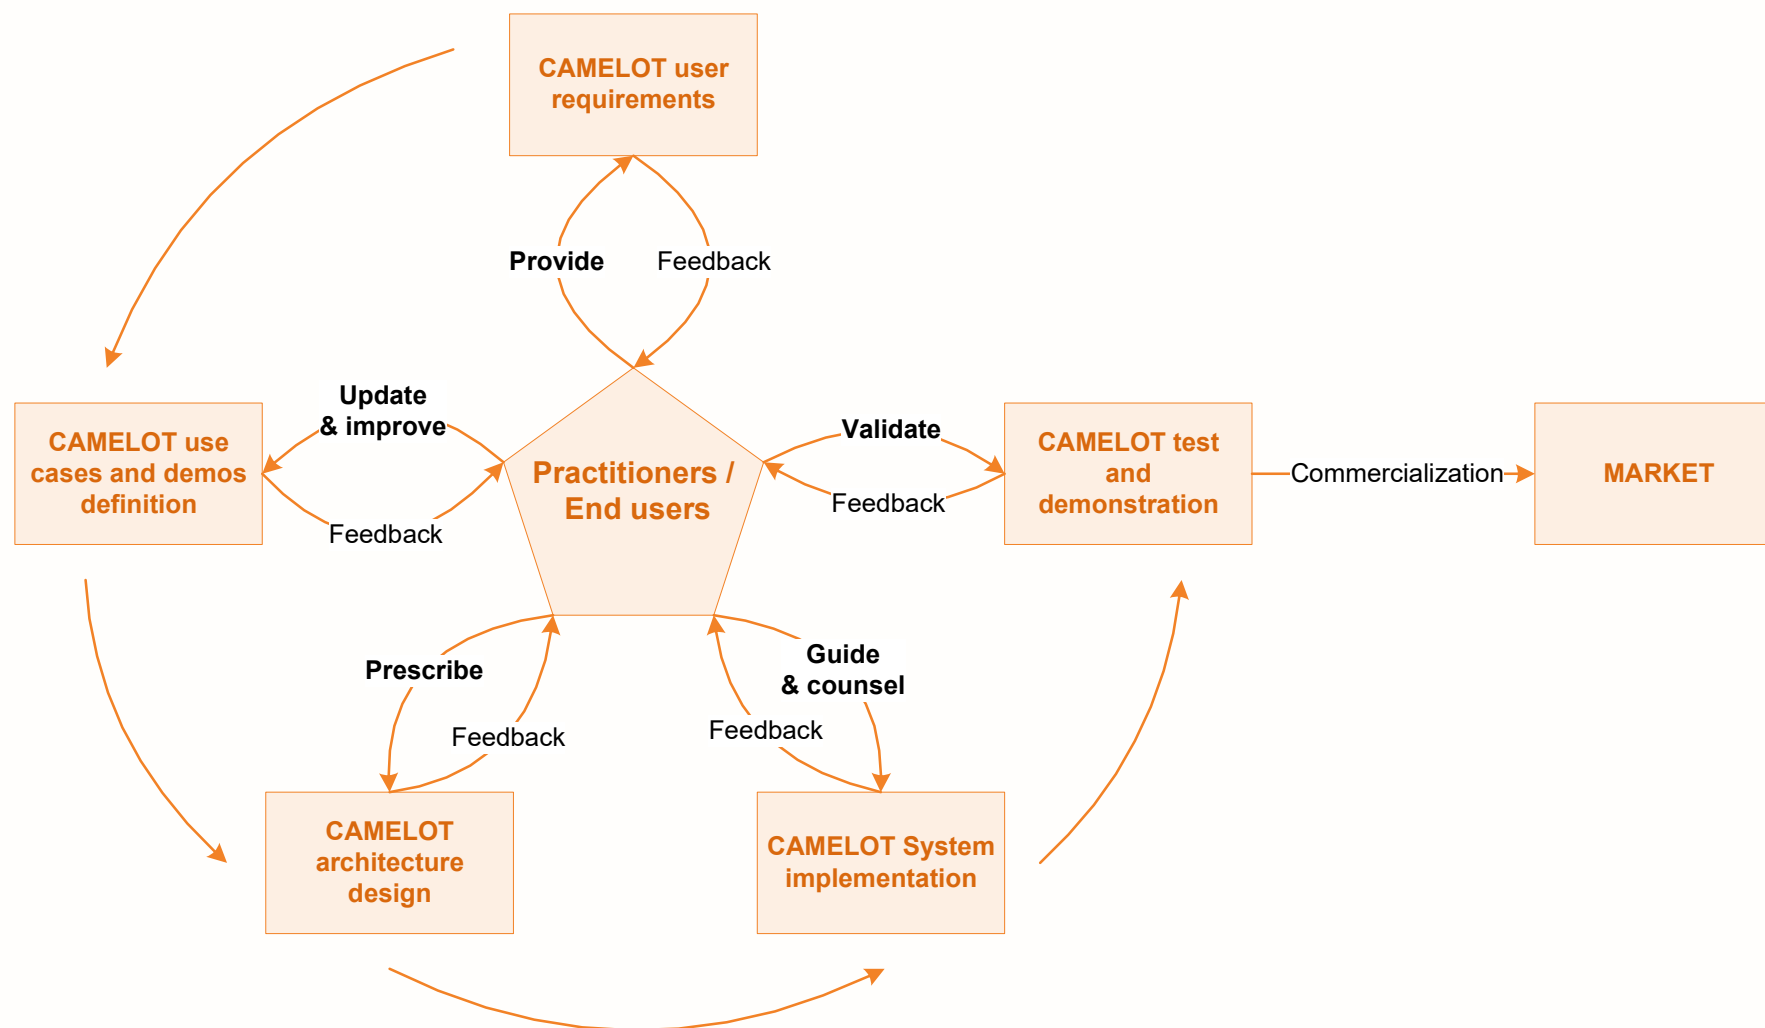 CAMELOT user
requirements
Provide
Feedback
Update
& improve
Feedback
CAMELOT use
cases and demos
definition
Practitioners /
End users
Validate
Feedback
CAMELOT test
and
demonstration
Commercialization
MARKET
Prescribe
Feedback
Guide
& counsel
Feedback
CAMELOT
architecture
design
CAMELOT System
implementation